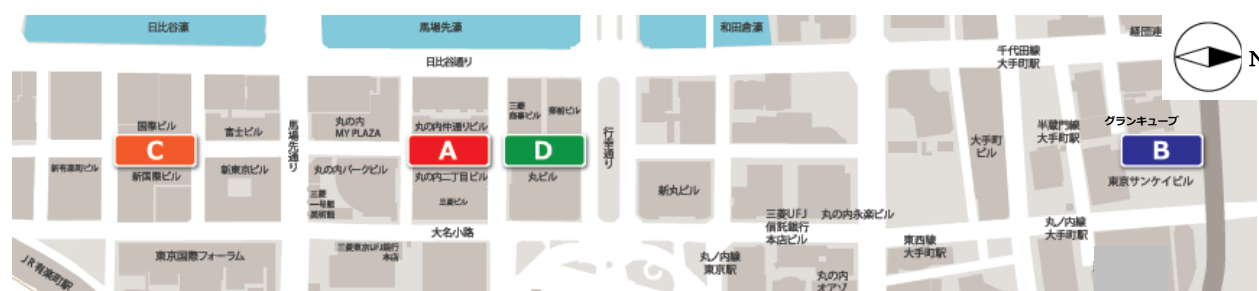 日比谷濠
馬場先濠
和田倉濠
経団連
N
日比谷通り
千代田線
大手町駅
国際ビル
富士ビル
馬場先通り
丸の内
MY PLAZA
丸の内仲通りビル
三菱
商事ビル
郵船ビル
行幸通り
大手町
ビル
半蔵門線
大手町駅
グランキューブ
C
A
D
B
新有楽町ビル
新国際ビル
新東京ビル
丸の内パークビル
三菱
一号館
美術館
丸の内二丁目ビル
三菱ビル
丸ビル
新丸ビル
東京サンケイビル
大名小路
三菱UFJ
信託銀行
本店ビル
丸の内永楽ビル
丸ノ内線
大手町駅
東西線
大手町駅
JR有楽町駅
東京国際フォーラム
三菱東京UFJ銀行
本店
丸ノ内線
東京駅
丸の内
オアゾ